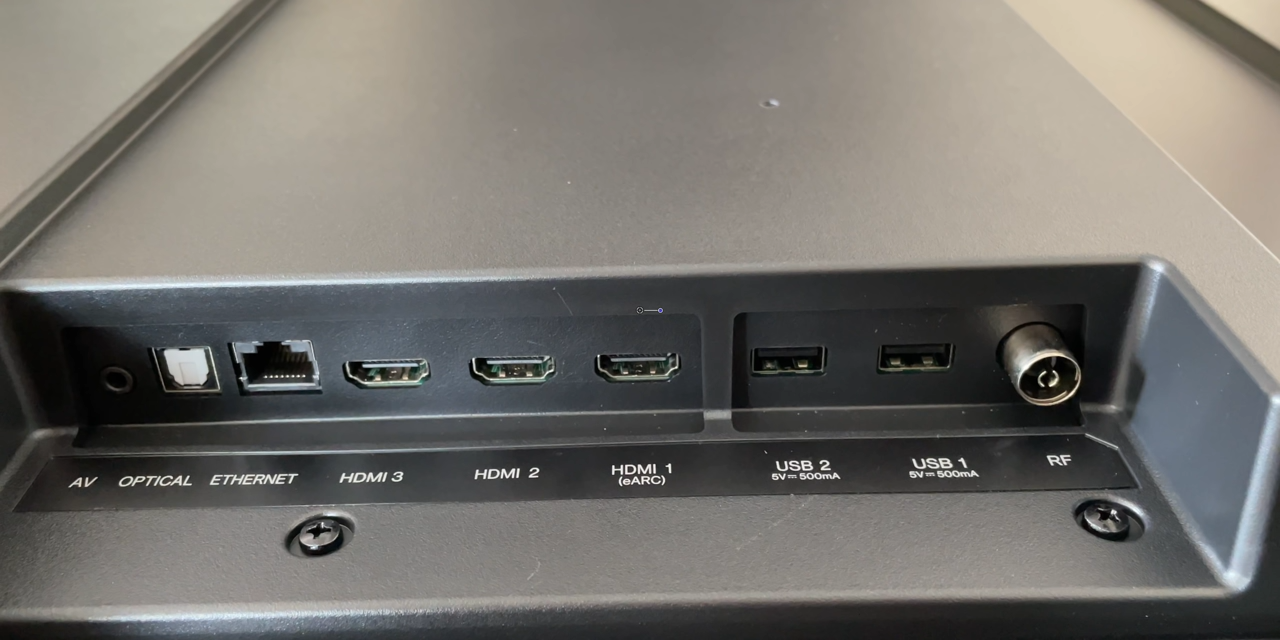 AV OPTICAL ETHERNET HDMI 3 HDMI 2 HDMI 1 USB 2 USB 1 RF
(eARC) 5V⎓500mA 5V⎓500mA